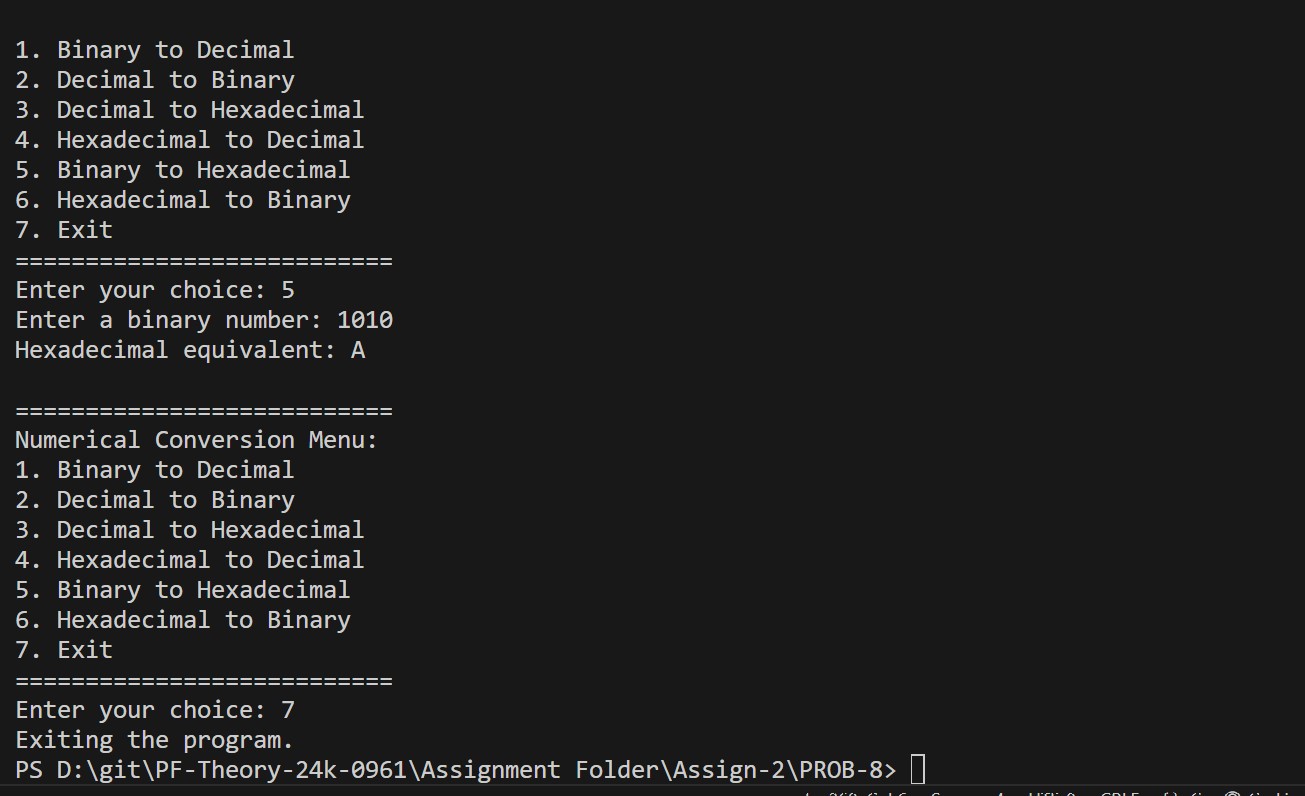 1. Binary to Decimal
2. Decimal to Binary
3. Decimal to Hexadecimal
4. Hexadecimal to Decimal
5. Binary to Hexadecimal
6. Hexadecimal to Binary
7. Exit
===========================
Enter your choice: 5
Enter a binary number: 1010
Hexadecimal equivalent: A
===========================
Numerical Conversion Menu:
1. Binary to Decimal
2. Decimal to Binary
3. Decimal to Hexadecimal
4. Hexadecimal to Decimal
5. Binary to Hexadecimal
6. Hexadecimal to Binary
7. Exit
===========================
Enter your choice: 7
Exiting the program.
PS D:\git\PF-Theory-24k-0961\Assignment Folder\Assign-2\PROB-8>